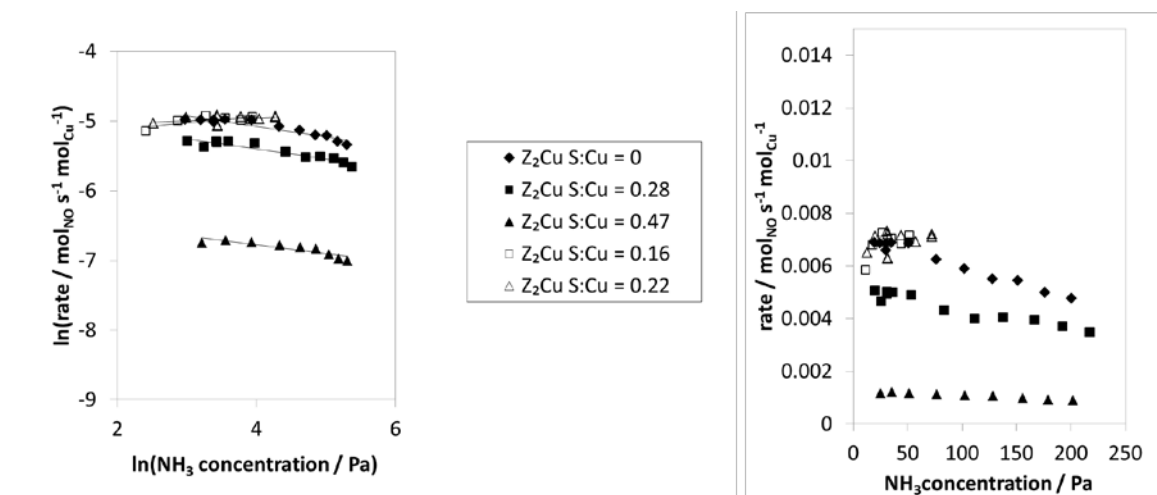 -4
-5
-6
-7
-8
-9
2
4
6
ln(rate / mol_NO s⁻¹ mol_Cu⁻¹)
ln(NH₃ concentration / Pa)
Z₂Cu S:Cu = 0
Z₂Cu S:Cu = 0.28
Z₂Cu S:Cu = 0.47
Z₂Cu S:Cu = 0.16
Z₂Cu S:Cu = 0.22
0.014
0.012
0.01
0.008
0.006
0.004
0.002
0
0 50 100 150 200 250
rate / mol_NO s⁻¹ mol_Cu⁻¹
NH₃concentration / Pa